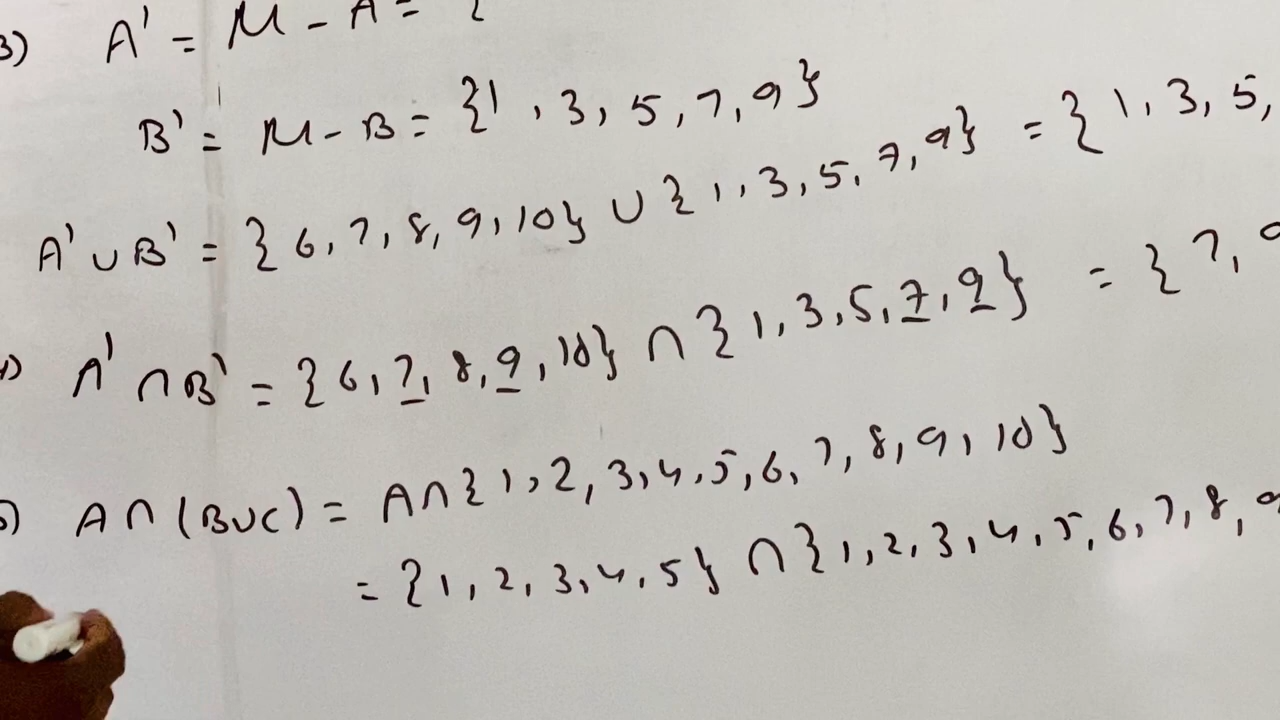 3) A' = μ - A = {
B' = μ - B = {1, 3, 5, 7, 9}
A' ∪ B' = {6, 7, 8, 9, 10} ∪ {1, 3, 5, 7, 9} = {1, 3, 5,
A' ∩ B' = {6, 7, 8, 9, 10} ∩ {1, 3, 5, 7, 9} = {7, 9
A ∩ (B ∪ C) = A ∩ {1, 2, 3, 4, 5, 6, 7, 8, 9, 10}
= {1, 2, 3, 4, 5} ∩ {1, 2, 3, 4, 5, 6, 7, 8, 9